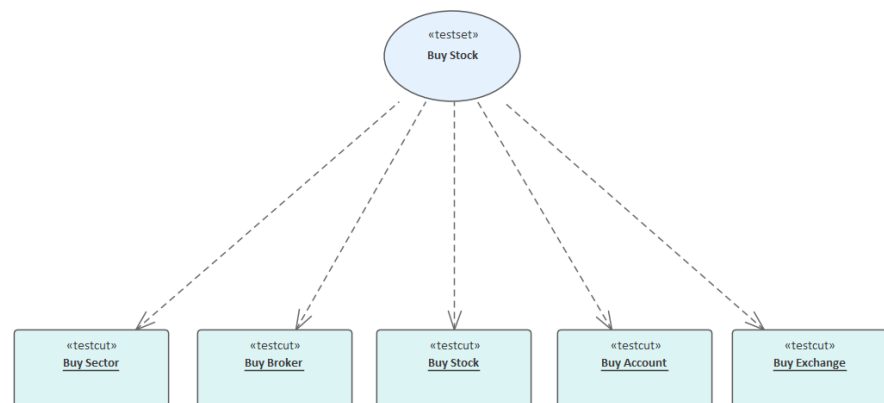 «testset»
Buy Stock
«testcut»
Buy Sector
«testcut»
Buy Broker
«testcut»
Buy Stock
«testcut»
Buy Account
«testcut»
Buy Exchange